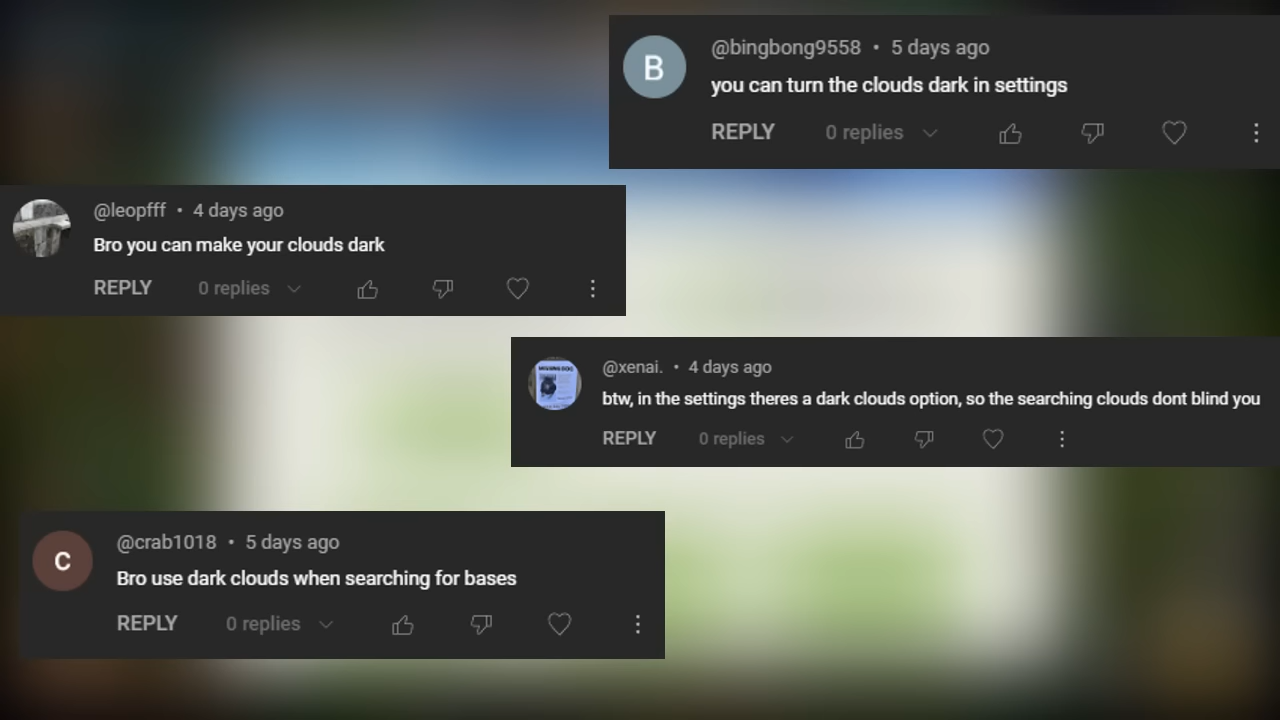 @bingbong9558 • 5 days ago
you can turn the clouds dark in settings
REPLY 0 replies
@leopfff • 4 days ago
Bro you can make your clouds dark
REPLY 0 replies
@xenai. • 4 days ago
btw, in the settings theres a dark clouds option, so the searching clouds dont blind you
REPLY 0 replies
@crab1018 • 5 days ago
Bro use dark clouds when searching for bases
REPLY 0 replies
B
C